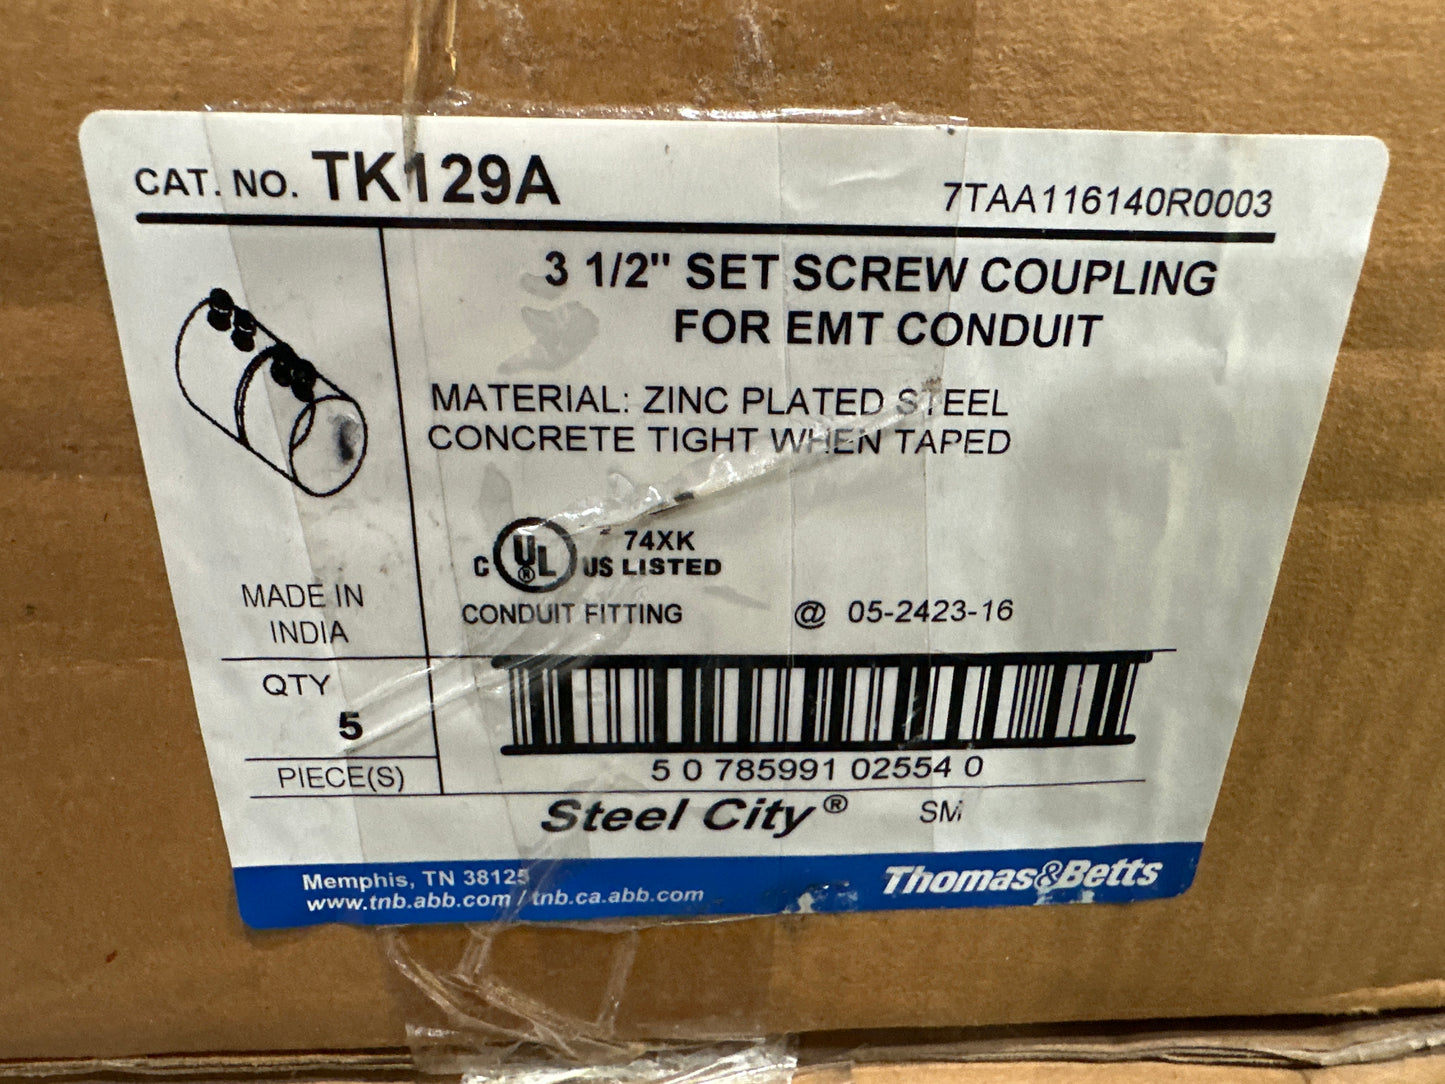 CAT. NO. TK129A 7TAA116140R0003
3 1/2" SET SCREW COUPLING
FOR EMT CONDUIT
MATERIAL: ZINC PLATED STEEL
CONCRETE TIGHT WHEN TAPED
C UL® US 74XK
LISTED
CONDUIT FITTING @ 05-2423-16
MADE IN
INDIA
QTY
5
PIECE(S)
5 0 785991 02554 0
Steel City® SM
Memphis, TN 38125
www.tnb.abb.com / tnb.ca.abb.com
Thomas&Betts